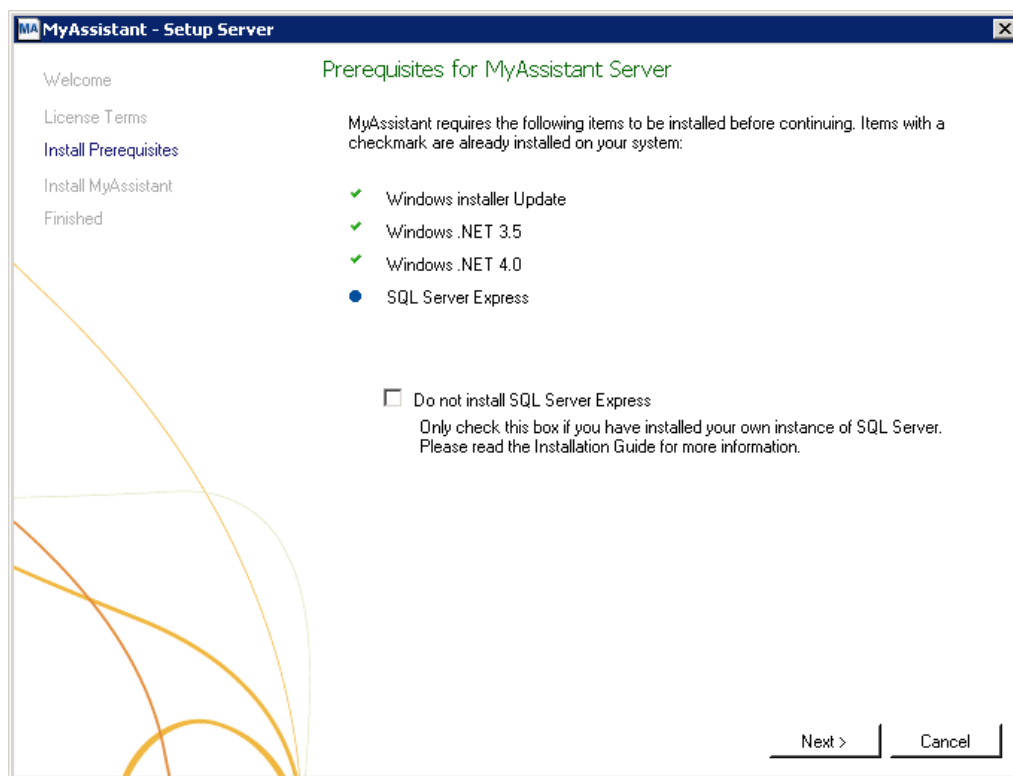 MA MyAssistant - Setup Server
Welcome
License Terms
Install Prerequisites
Install MyAssistant
Finished
Prerequisites for MyAssistant Server
MyAssistant requires the following items to be installed before continuing. Items with a
checkmark are already installed on your system:
Windows installer Update
Windows .NET 3.5
Windows .NET 4.0
SQL Server Express
Do not install SQL Server Express
Only check this box if you have installed your own instance of SQL Server.
Please read the Installation Guide for more information.
Next >
Cancel